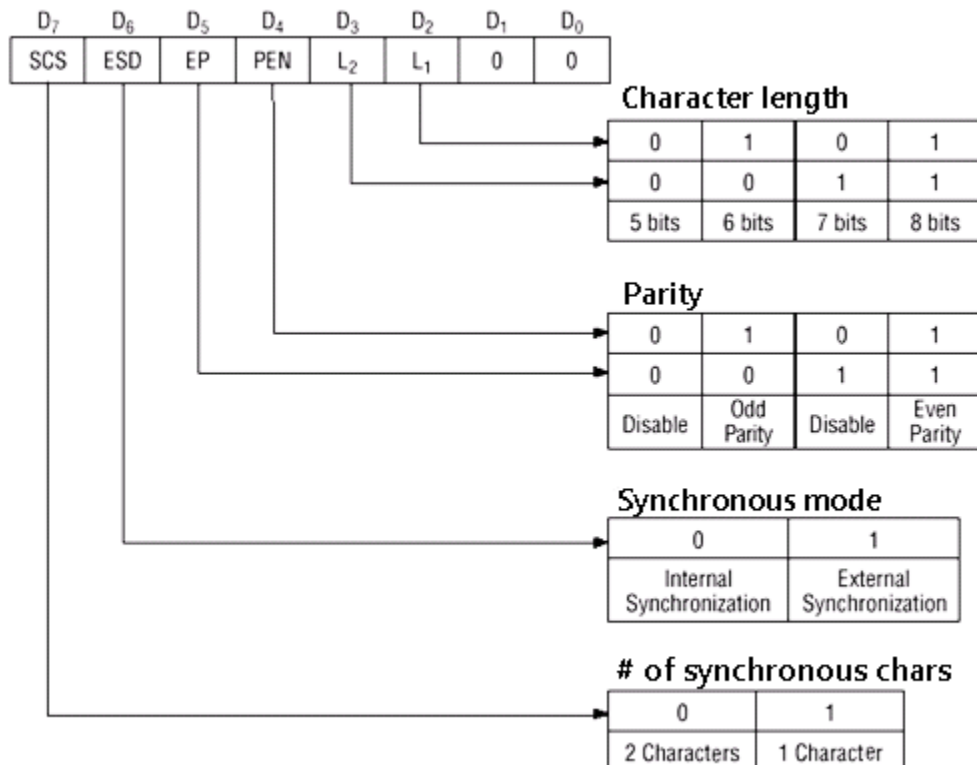 D7 D6 D5 D4 D3 D2 D1 D0
SCS ESD EP PEN L2 L1 0 0
Character length
0 1 0 1
0 0 1 1
5 bits 6 bits 7 bits 8 bits
Parity
0 1 0 1
0 0 1 1
Disable Odd Parity Disable Even Parity
Synchronous mode
0 1
Internal Synchronization External Synchronization
# of synchronous chars
0 1
2 Characters 1 Character